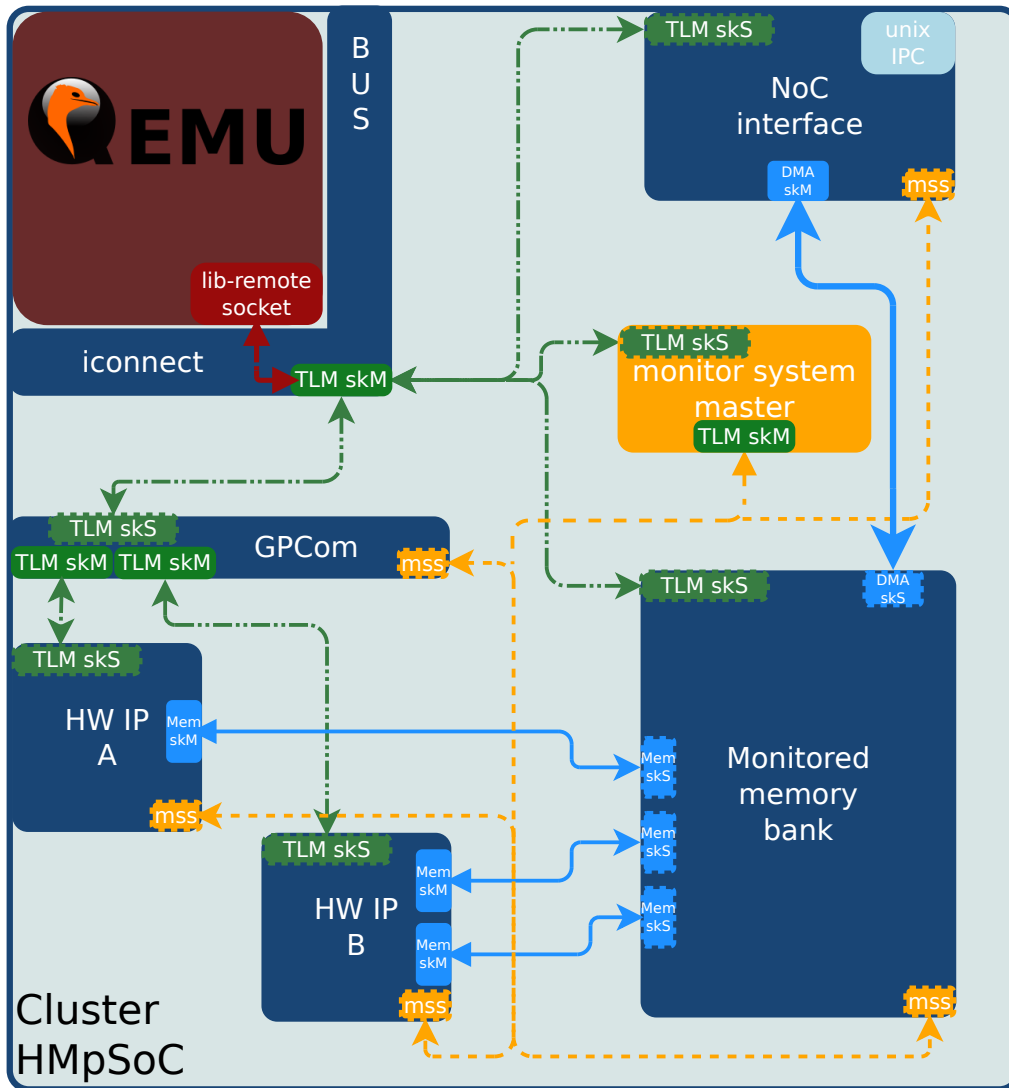 QEMU
B
U
S
lib-remote
socket
iconnect
TLM skM
TLM skS
unix
IPC
NoC
interface
DMA
skM
mss
TLM skS
monitor system
master
TLM skM
TLM skS
GPCom
TLM skM
TLM skM
mss
TLM skS
HW IP
A
Mem
skM
mss
TLM skS
HW IP
B
Mem
skM
Mem
skM
mss
TLM skS
DMA
skS
Mem
skS
Mem
skS
Mem
skS
Monitored
memory
bank
mss
Cluster
HMpSoC